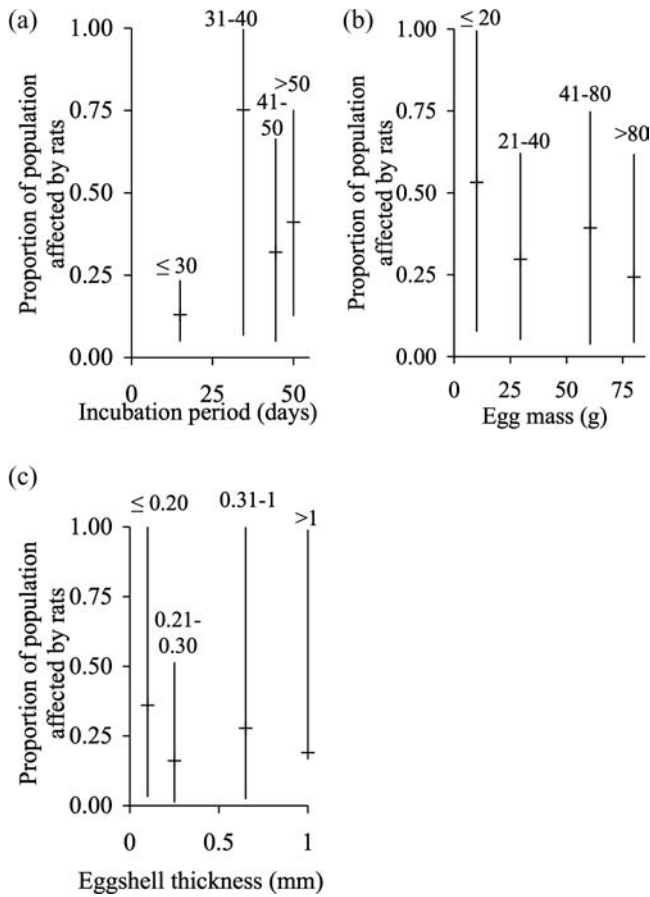 (a)
31-40
1.00
>50
0.75
41-
50
0.50
≤ 30
0.25
0.00
0 25 50
Incubation period (days)
Proportion of population
affected by rats
(b)
≤ 20
1.00
41-80
0.75
>80
21-40
0.50
0.25
0.00
0 25 50 75
Egg mass (g)
Proportion of population
affected by rats
(c)
≤ 0.20 0.31-1
>1
1.00
0.75
0.21-
0.30
0.50
0.25
0.00
0 0.5 1
Eggshell thickness (mm)
Proportion of population
affected by rats